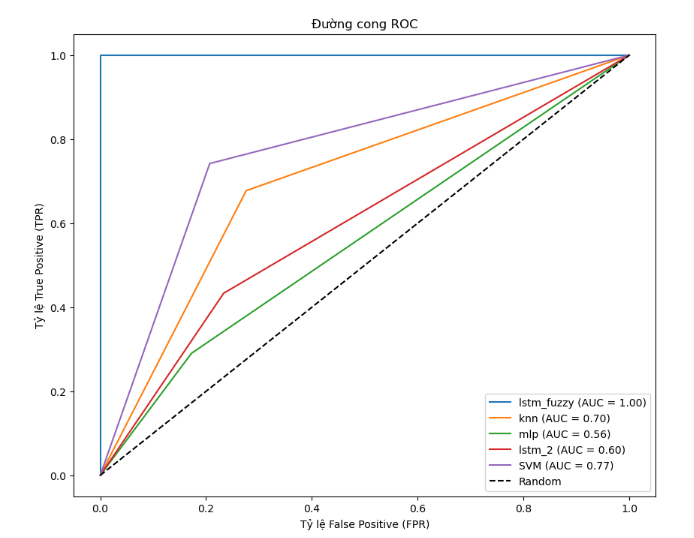 Đường cong ROC
1.0
0.8
0.6
0.4
0.2
0.0
Tỷ lệ True Positive (TPR)
lstm_fuzzy (AUC = 1.00)
knn (AUC = 0.70)
mlp (AUC = 0.56)
lstm_2 (AUC = 0.60)
SVM (AUC = 0.77)
Random
0.0 0.2 0.4 0.6 0.8 1.0
Tỷ lệ False Positive (FPR)